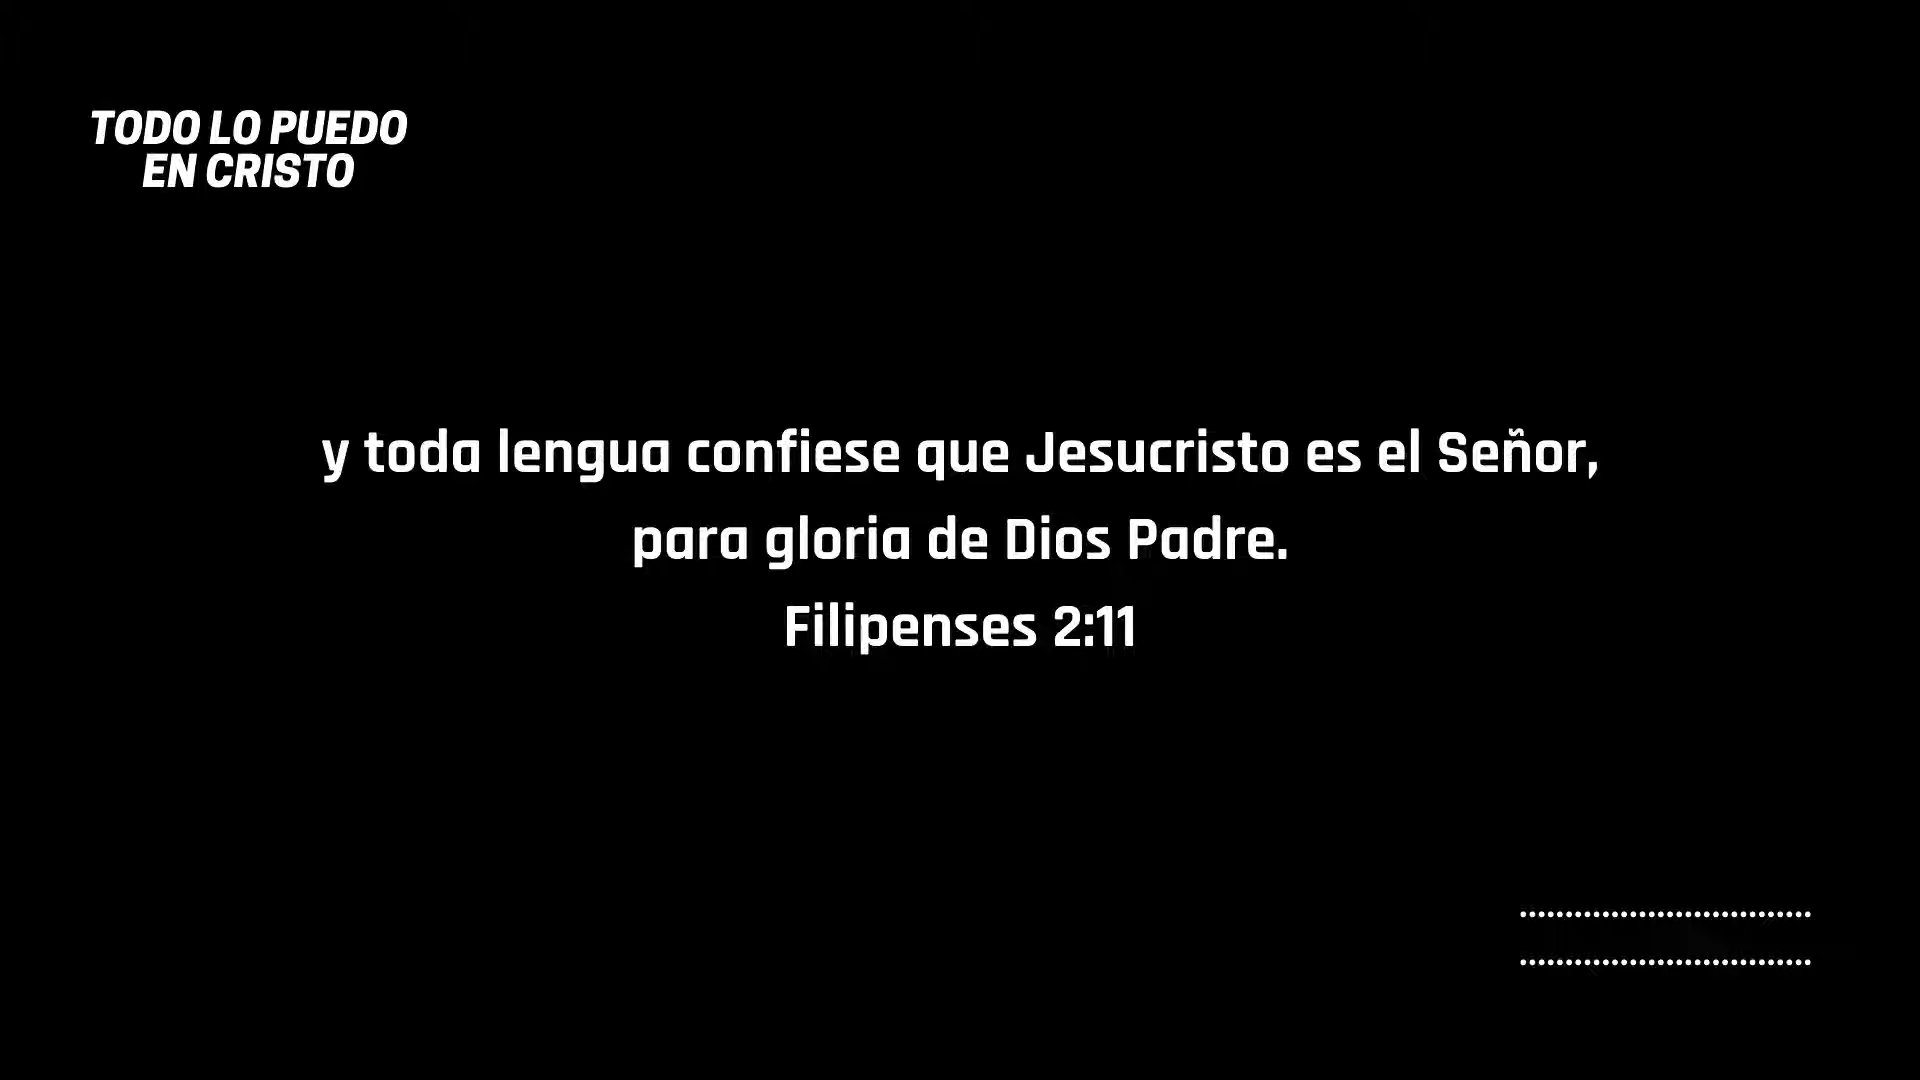 TODO LO PUEDO
EN CRISTO
y toda lengua confiese que Jesucristo es el Señor,
para gloria de Dios Padre.
Filipenses 2:11